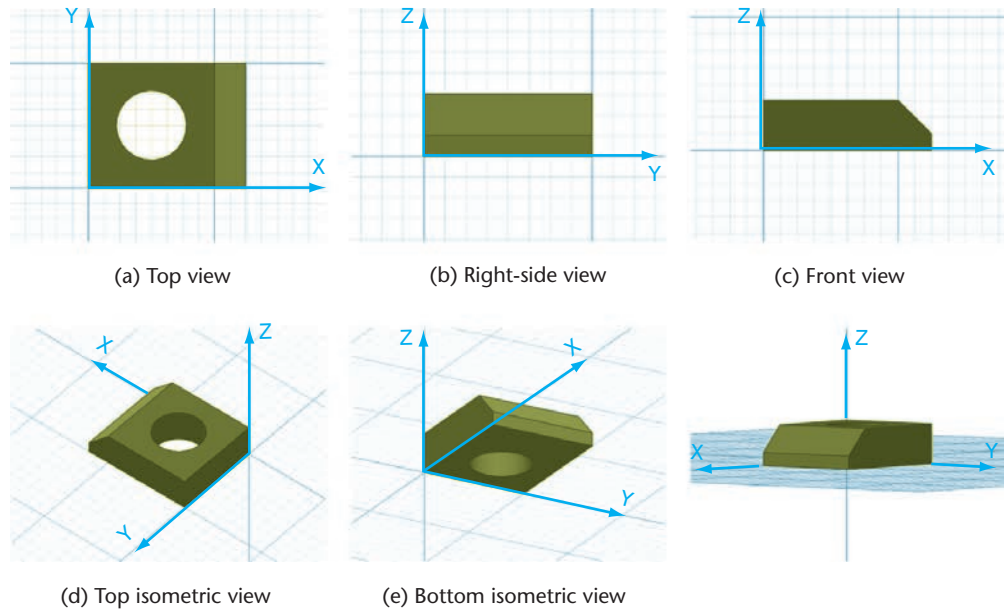 Y
X
(a) Top view
Z
Y
(b) Right-side view
Z
X
(c) Front view
X
Z
Y
(d) Top isometric view
Z
X
Y
(e) Bottom isometric view
Z
X
Y